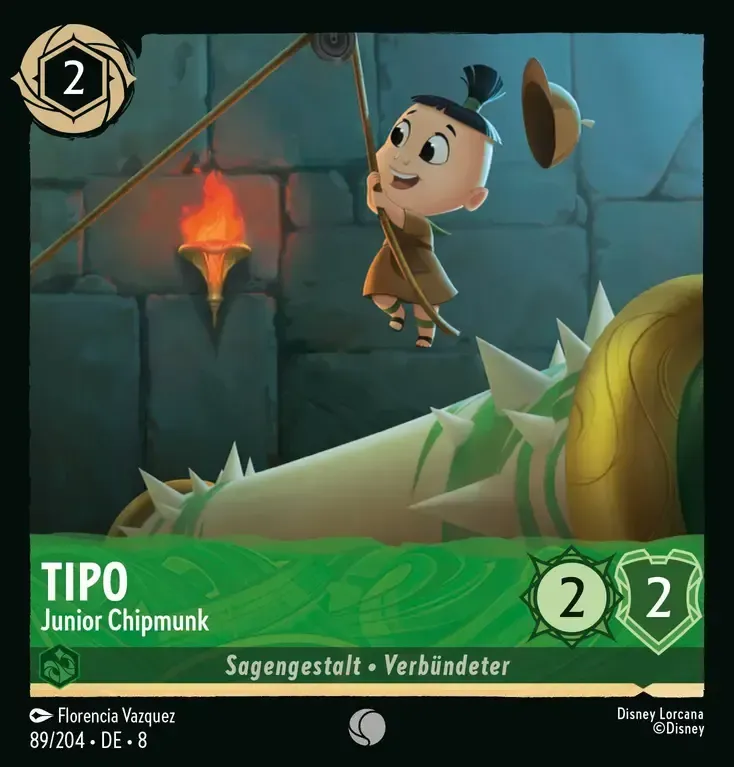 2
TIPO
Junior Chipmunk
2
2
Sagengestalt • Verbündeter
Florencia Vazquez
Disney Lorcana
89/204 • DE • 8
©Disney